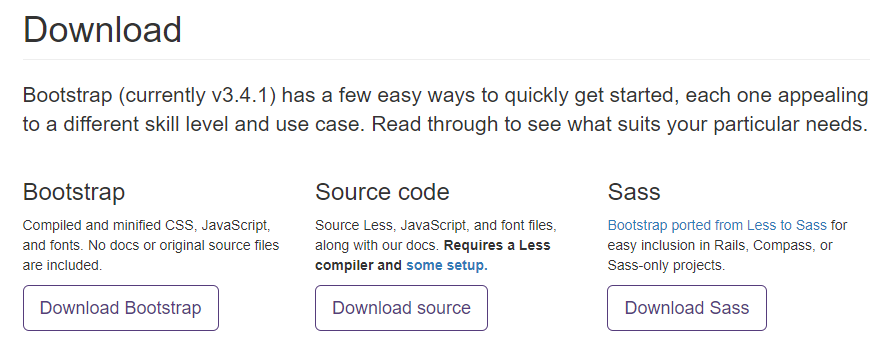 Download
Bootstrap (currently v3.4.1) has a few easy ways to quickly get started, each one appealing
to a different skill level and use case. Read through to see what suits your particular needs.
Bootstrap
Compiled and minified CSS, JavaScript,
and fonts. No docs or original source files
are included.
Download Bootstrap
Source code
Source Less, JavaScript, and font files,
along with our docs. Requires a Less
compiler and some setup.
Download source
Sass
Bootstrap ported from Less to Sass for
easy inclusion in Rails, Compass, or
Sass-only projects.
Download Sass